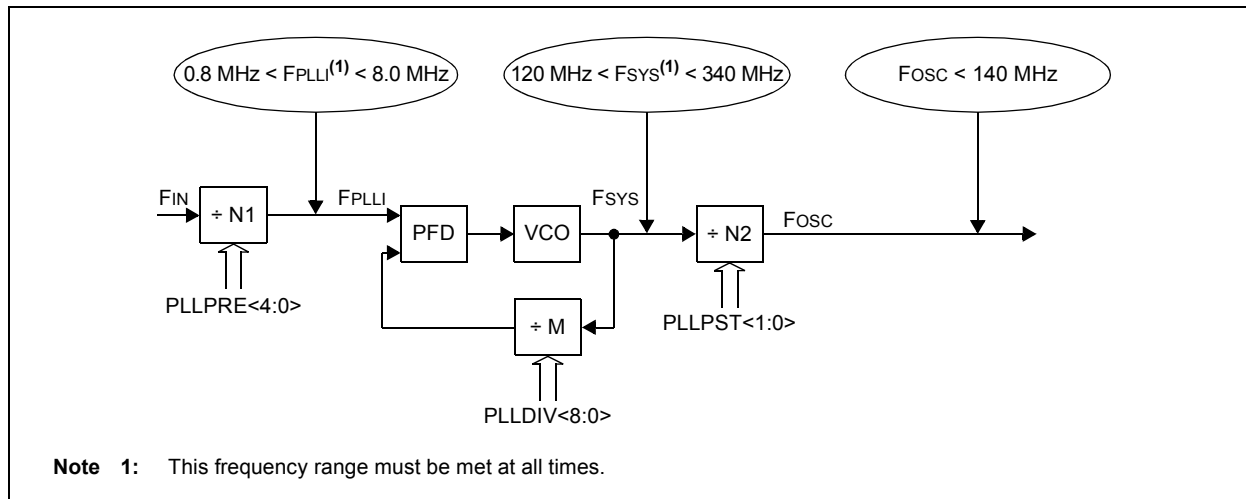 0.8 MHz < FPLLI(1) < 8.0 MHz
120 MHz < FSYS(1) < 340 MHz
FOSC < 140 MHz
FIN
÷ N1
FPLLI
PFD
VCO
FSYS
÷ N2
FOSC
PLLPRE<4:0>
÷ M
PLLPST<1:0>
PLLDIV<8:0>
Note 1: This frequency range must be met at all times.